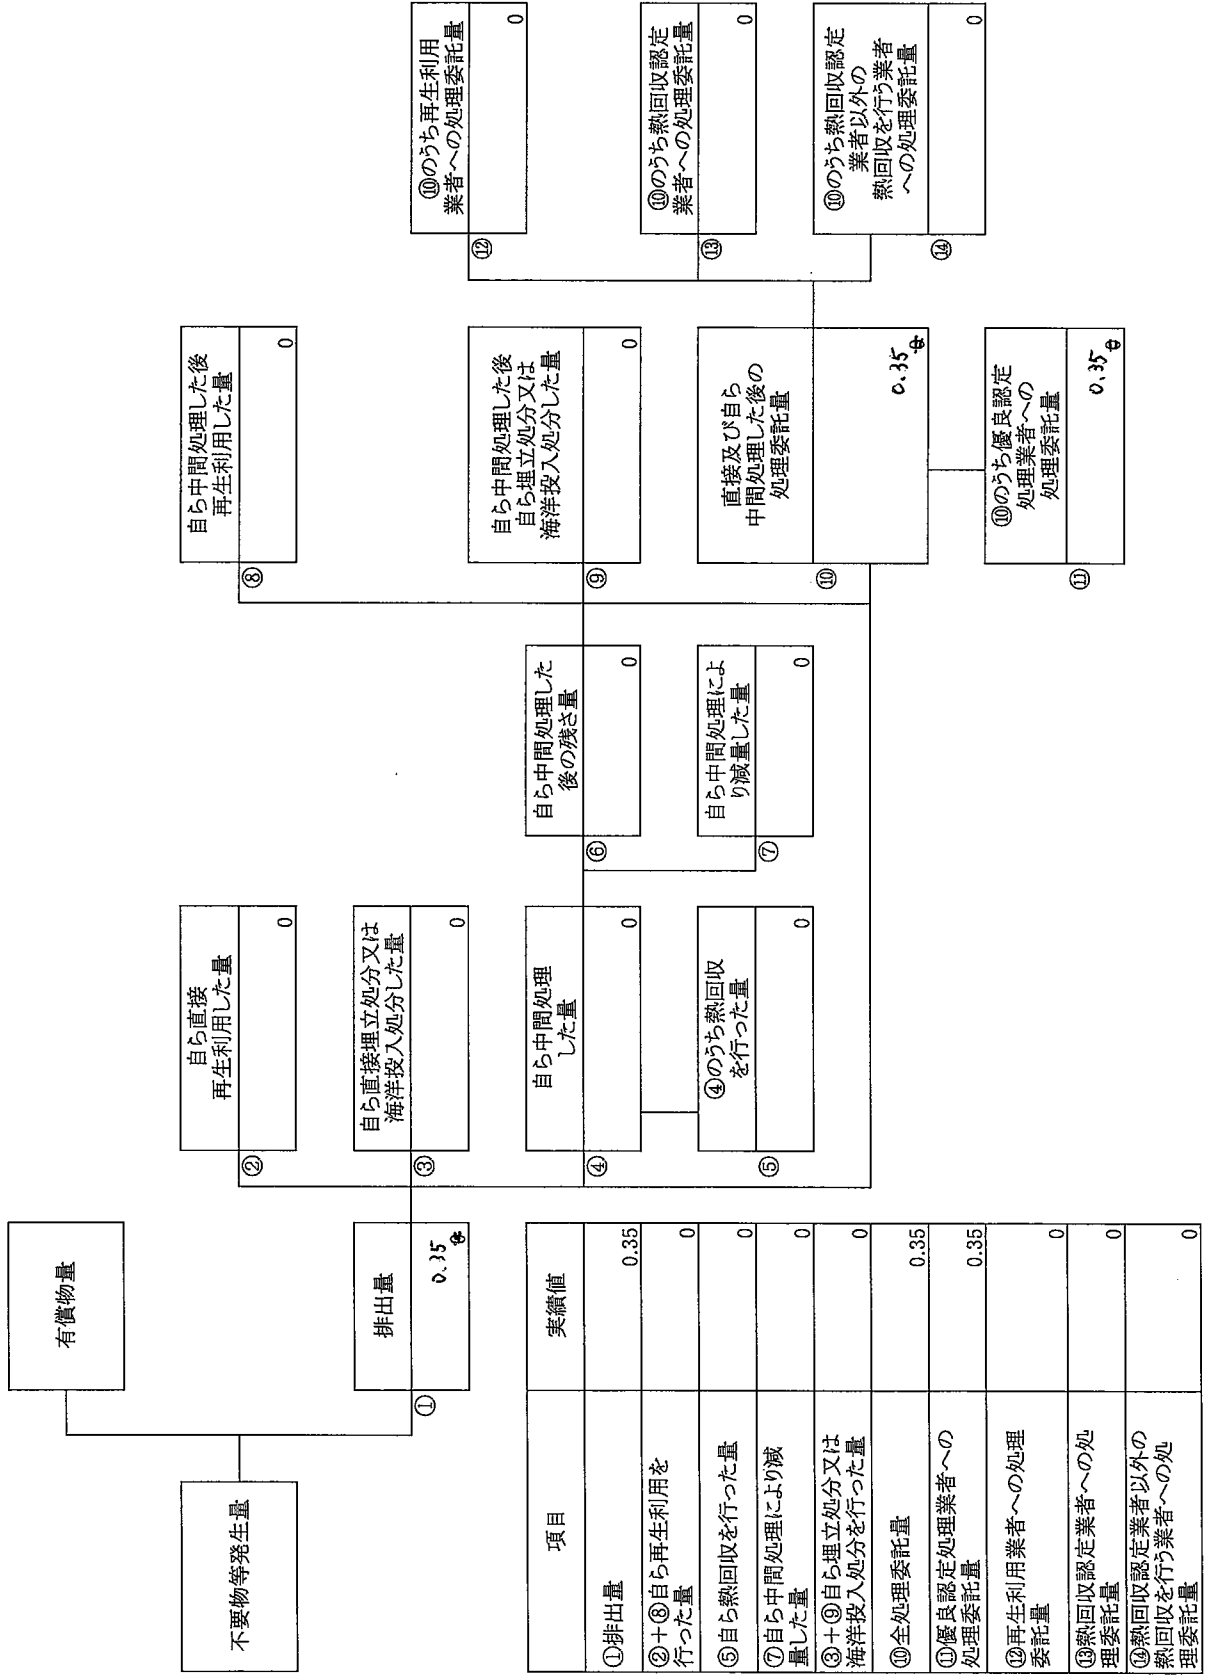 不要物等発生量
有償物量
①
排出量
0.35
②
自ら直接
再生利用した量
0
③
自ら直接埋立処分又は
海洋投入処分した量
0
④
自ら中間処理
した量
0
⑤
④のうち熱回収
を行った量
0
⑥
自ら中間処理した
後の残さ量
0
⑦
自ら中間処理によ
り減量した量
0
⑧
自ら中間処理した後
再生利用した量
0
⑨
自ら中間処理した後
自ら埋立処分又は
海洋投入処分した量
0
⑩
直接及び自ら
中間処理した後の
処理委託量
0.35
⑪
⑩のうち優良認定
処理業者への
処理委託量
0.35
⑫
⑩のうち再生利用
業者への処理委託量
0
⑬
⑩のうち熱回収認定
業者への処理委託量
0
⑭
⑩のうち熱回収認定
業者以外の
熱回収を行う業者
への処理委託量
0
項目 実績値
①排出量 0.35
②+⑧自ら再生利用を
行った量 0
⑤自ら熱回収を行った量 0
⑦自ら中間処理により減
量した量 0
③+⑨自ら埋立処分又は
海洋投入処分を行った量 0
⑩全処理委託量 0.35
⑪優良認定処理業者への
処理委託量 0.35
⑫再生利用業者への処理
委託量 0
⑬熱回収認定業者への処
理委託量 0
⑭熱回収認定業者以外の
熱回収を行う業者への処
理委託量 0